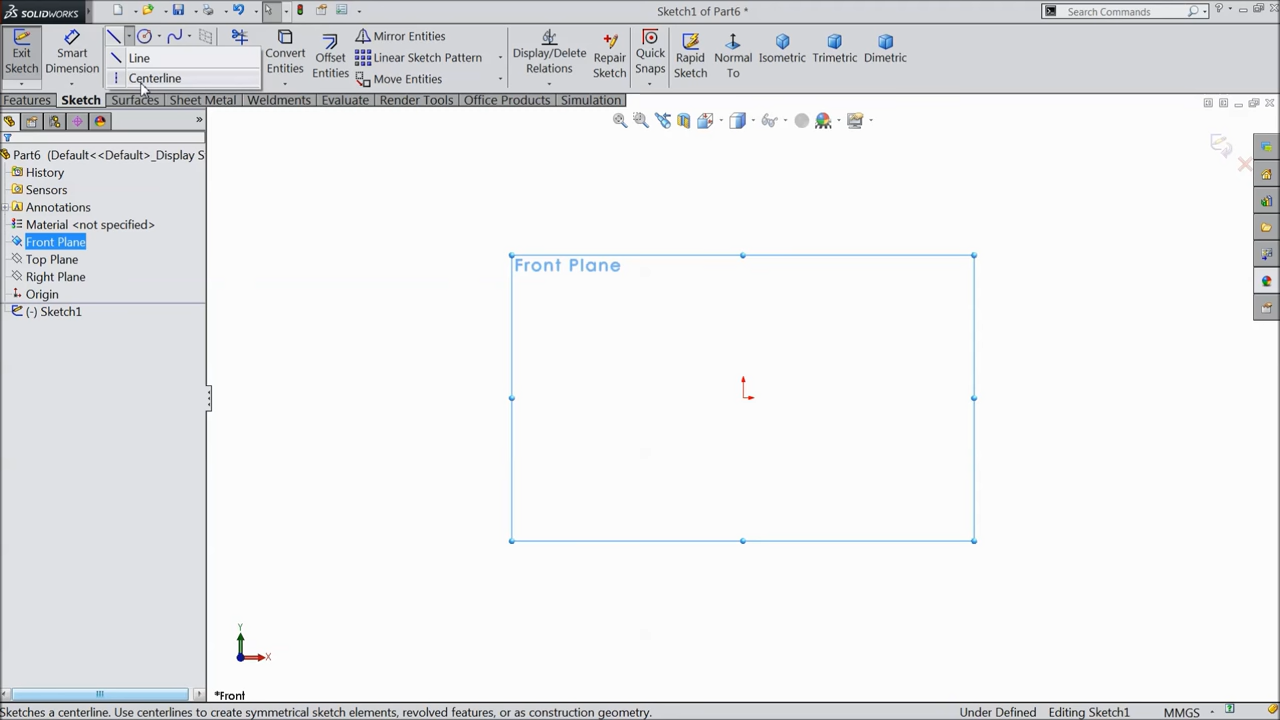 SOLIDWORKS
Sketch1 of Part6 *
Search Commands
Exit Sketch
Smart Dimension
Line
Centerline
Convert Entities
Offset Entities
Mirror Entities
Linear Sketch Pattern
Move Entities
Display/Delete Relations
Repair Sketch
Quick Snaps
Rapid Sketch
Normal To
Isometric
Trimetric
Dimetric
Features Sketch Surfaces Sheet Metal Weldments Evaluate Render Tools Office Products Simulation
Part6 (Default<<Default>_Display S
History
Sensors
Annotations
Material <not specified>
Front Plane
Top Plane
Right Plane
Origin
(-) Sketch1
Front Plane
Y
X
*Front
Sketches a centerline. Use centerlines to create symmetrical sketch elements, revolved features, or as construction geometry.
Under Defined Editing Sketch1 MMGS